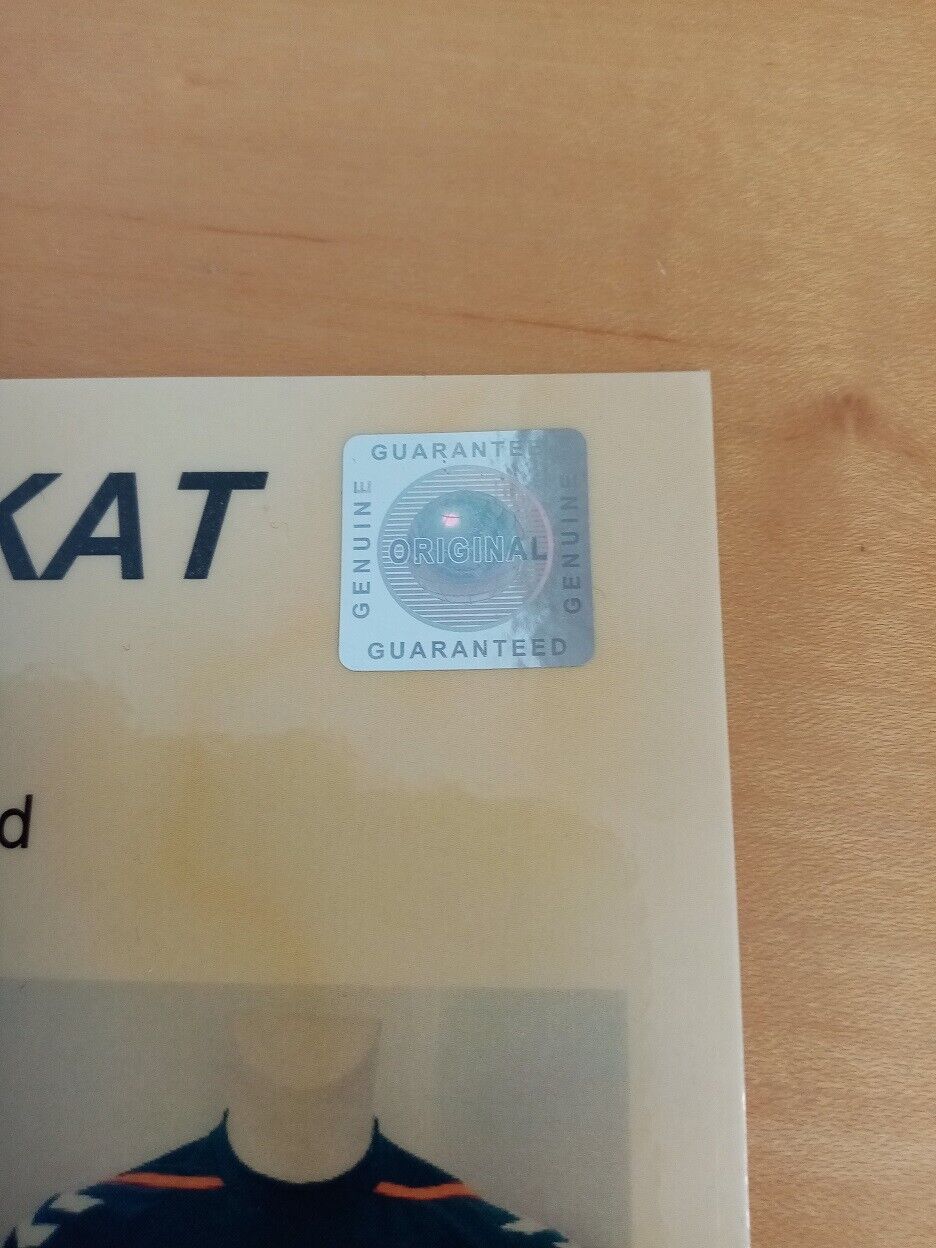 KAT
GUARANTEED
GENUINE
ORIGINAL
GENUINE
GUARANTEED
d